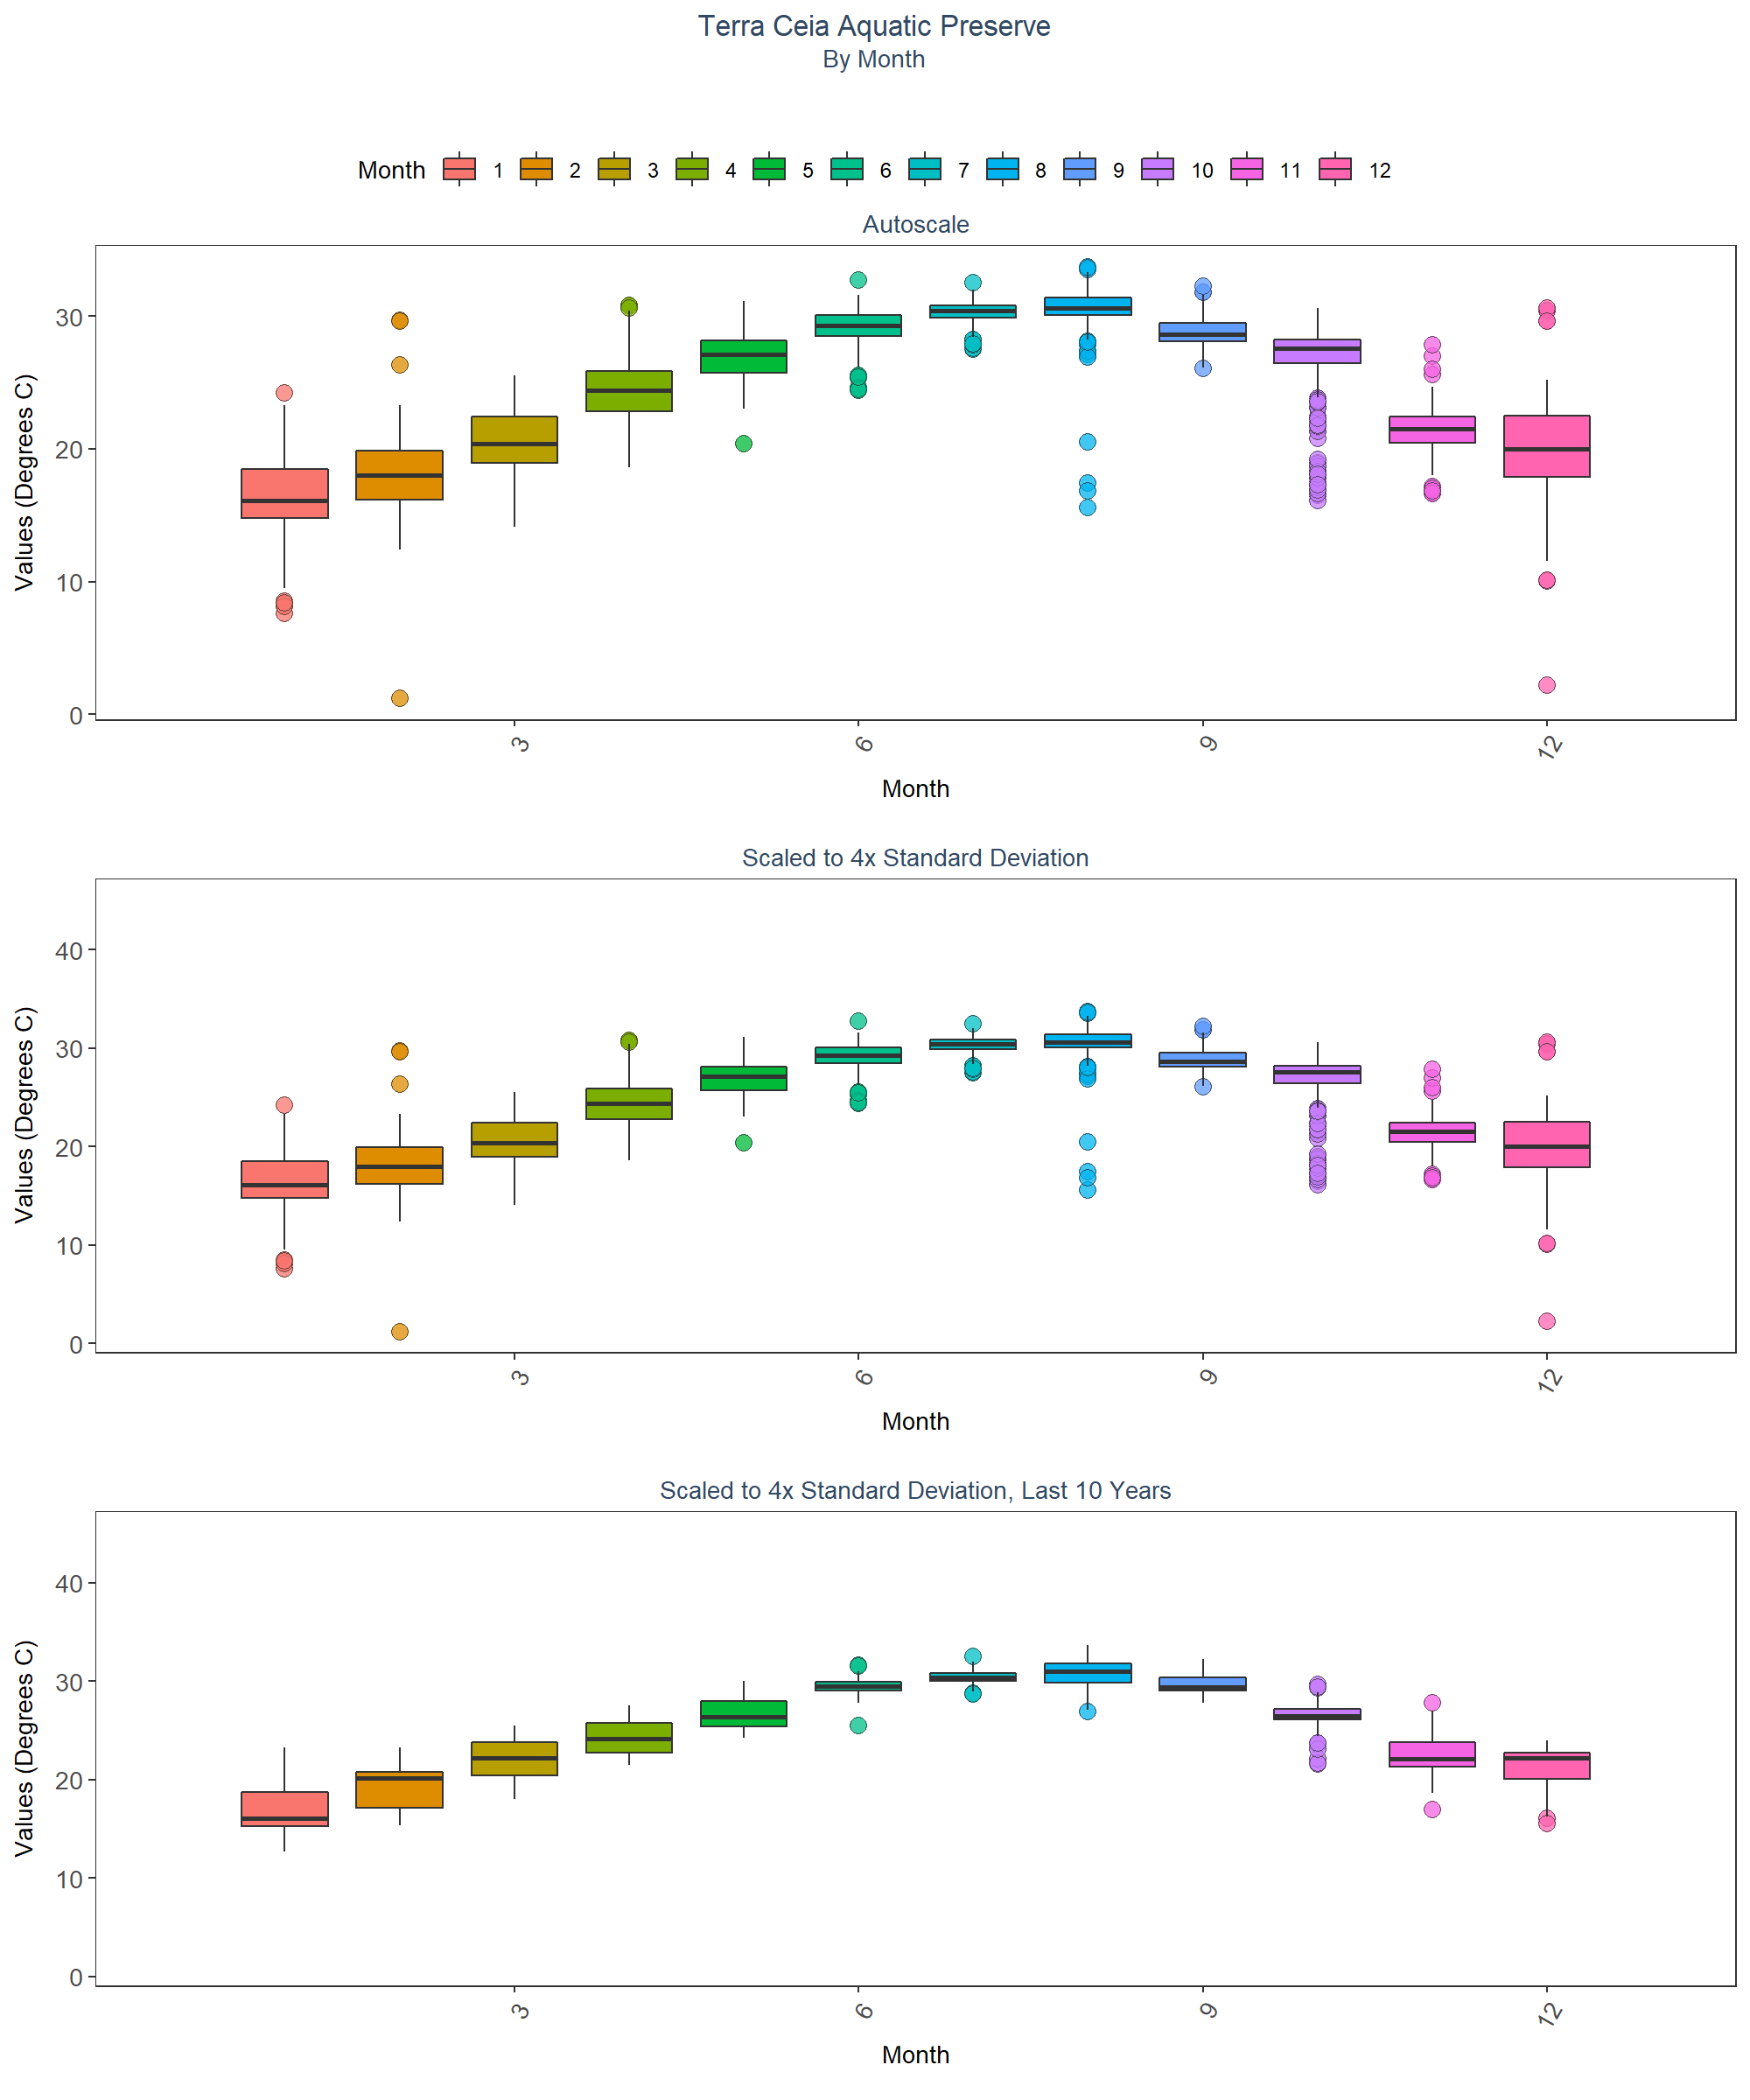 Terra Ceia Aquatic Preserve
By Month
Month 1 2 3 4 5 6 7 8 9 10 11 12
Autoscale
Values (Degrees C)
30
20
10
0
3 6 9 12
Month
Scaled to 4x Standard Deviation
Values (Degrees C)
40
30
20
10
0
3 6 9 12
Month
Scaled to 4x Standard Deviation, Last 10 Years
Values (Degrees C)
40
30
20
10
0
3 6 9 12
Month